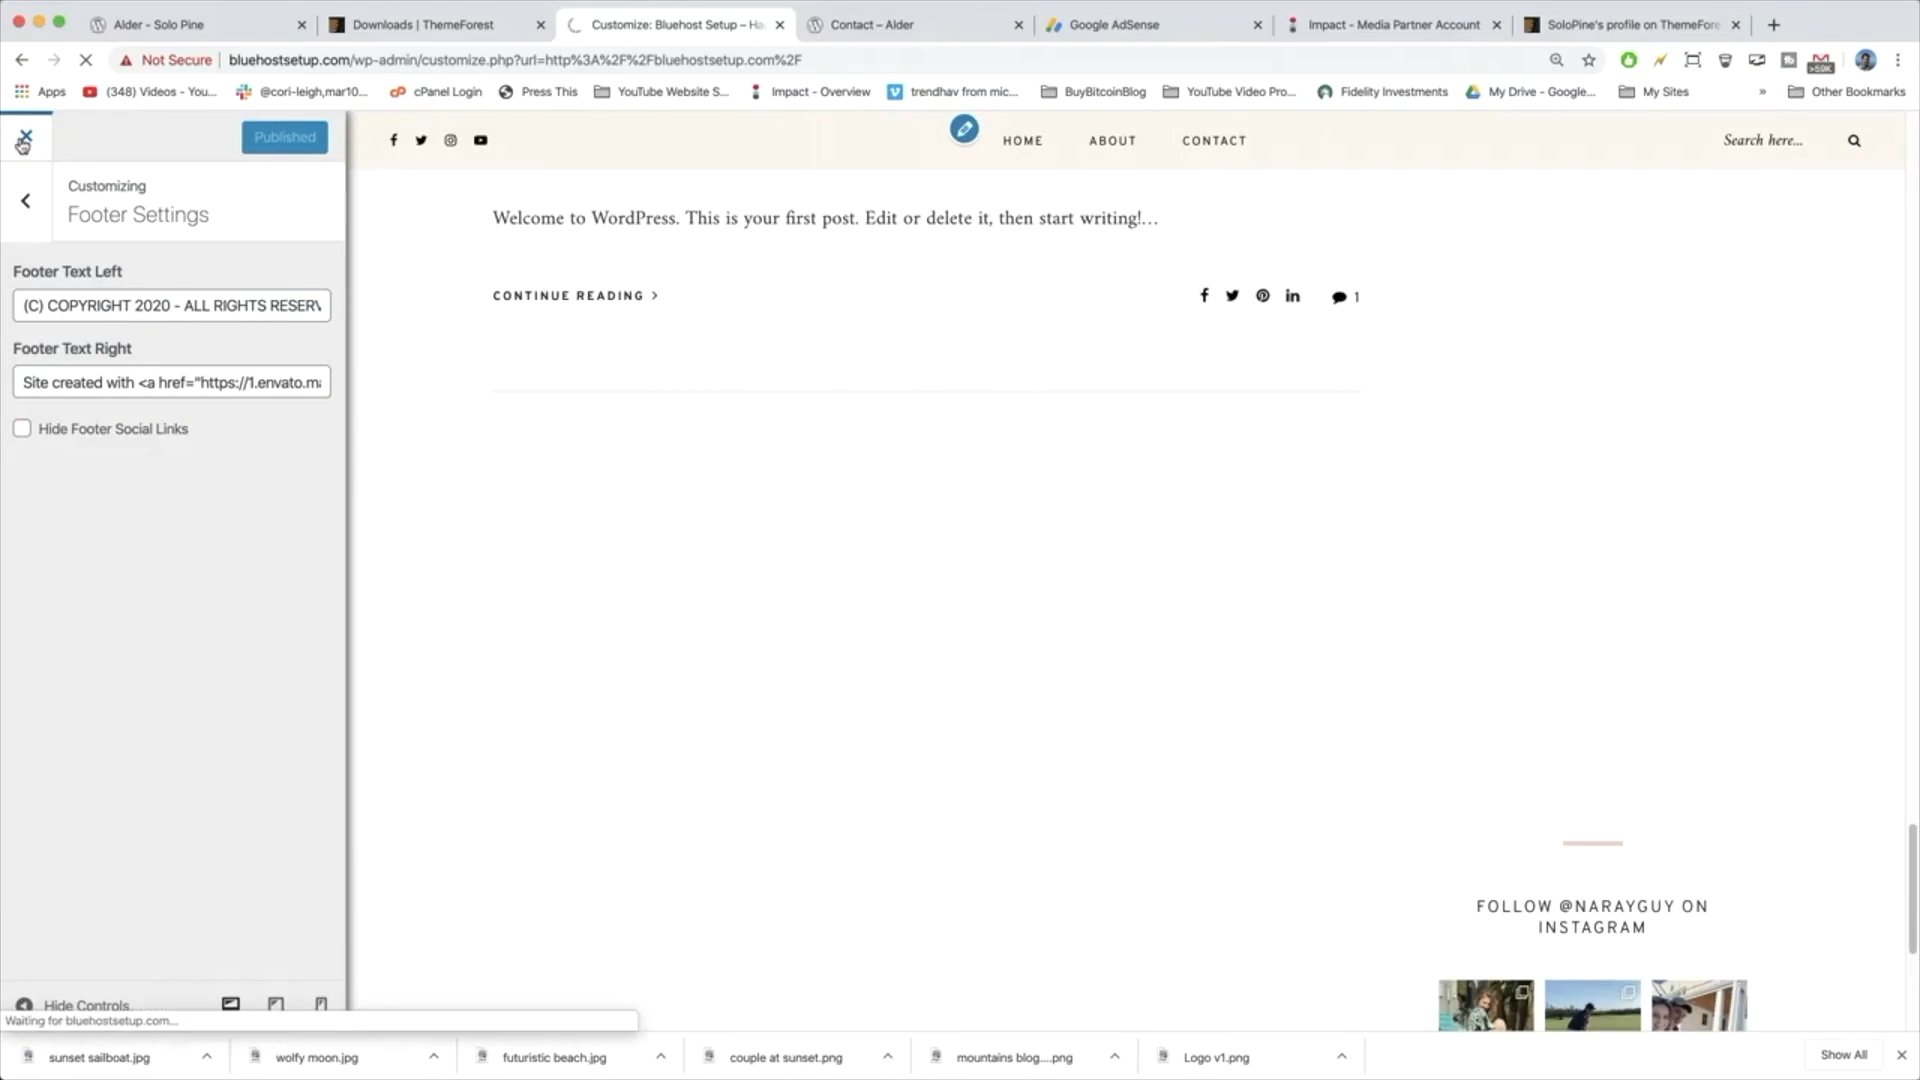 Alder - Solo Pine
Downloads | ThemeForest
Customize: Bluehost Setup – Ha
Contact – Alder
Google AdSense
Impact - Media Partner Account
SoloPine's profile on ThemeFore
Not Secure
bluehostsetup.com/wp-admin/customize.php?url=http%3A%2F%2Fbluehostsetup.com%2F
Apps
(348) Videos - You...
@cori-leigh,mar10...
cPanel Login
Press This
YouTube Website S...
Impact - Overview
trendhav from mic...
BuyBitcoinBlog
YouTube Video Pro...
Fidelity Investments
My Drive - Google...
My Sites
»
Other Bookmarks
Published
HOME
ABOUT
CONTACT
Search here...
Customizing
Footer Settings
Welcome to WordPress. This is your first post. Edit or delete it, then start writing!...
Footer Text Left
(C) COPYRIGHT 2020 - ALL RIGHTS RESERV
CONTINUE READING >
1
Footer Text Right
Site created with <a href="https://1.envato.ma
Hide Footer Social Links
FOLLOW @NARAYGUY ON
INSTAGRAM
Hide Controls
Waiting for bluehostsetup.com...
sunset sailboat.jpg
wolfy moon.jpg
futuristic beach.jpg
couple at sunset.png
mountains blog....png
Logo v1.png
Show All